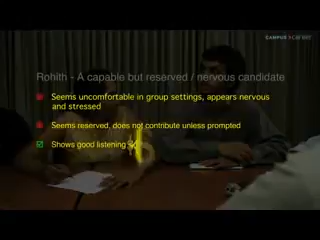 CAMPUS
Rohith - A capable but reserved / nervous candidate
Seems uncomfortable in group settings, appears nervous
and stressed
Seems reserved, does not contribute unless prompted
Shows good listening